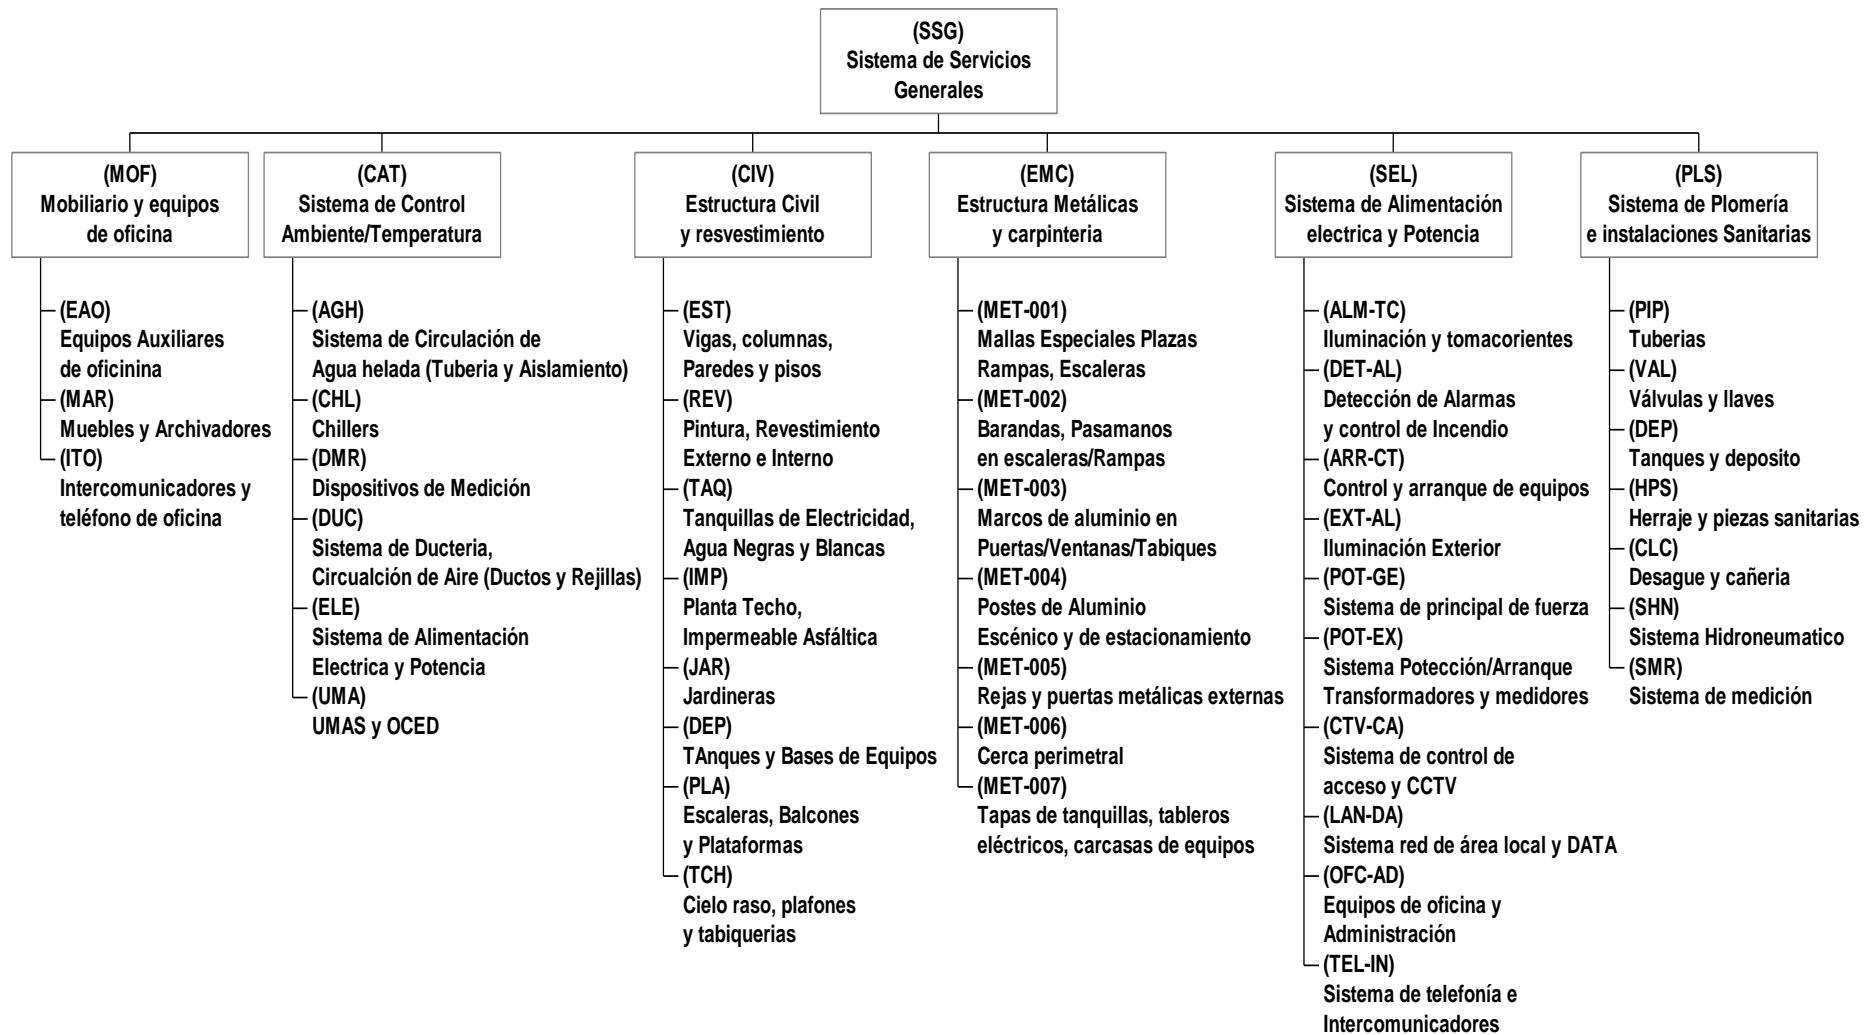 (SSG)
Sistema de Servicios
Generales
(MOF)
Mobiliario y equipos
de oficina
(EAO)
Equipos Auxiliares
de oficinina
(MAR)
Muebles y Archivadores
(ITO)
Intercomunicadores y
teléfono de oficina
(CAT)
Sistema de Control
Ambiente/Temperatura
(AGH)
Sistema de Circulación de
Agua helada (Tuberia y Aislamiento)
(CHL)
Chillers
(DMR)
Dispositivos de Medición
(DUC)
Sistema de Ducteria,
Circualción de Aire (Ductos y Rejillas)
(ELE)
Sistema de Alimentación
Electrica y Potencia
(UMA)
UMAS y OCED
(CIV)
Estructura Civil
y resvestimiento
(EST)
Vigas, columnas,
Paredes y pisos
(REV)
Pintura, Revestimiento
Externo e Interno
(TAQ)
Tanquillas de Electricidad,
Agua Negras y Blancas
(IMP)
Planta Techo,
Impermeable Asfáltica
(JAR)
Jardineras
(DEP)
TAnques y Bases de Equipos
(PLA)
Escaleras, Balcones
y Plataformas
(TCH)
Cielo raso, plafones
y tabiquerias
(EMC)
Estructura Metálicas
y carpinteria
(MET-001)
Mallas Especiales Plazas
Rampas, Escaleras
(MET-002)
Barandas, Pasamanos
en escaleras/Rampas
(MET-003)
Marcos de aluminio en
Puertas/Ventanas/Tabiques
(MET-004)
Postes de Aluminio
Escénico y de estacionamiento
(MET-005)
Rejas y puertas metálicas externas
(MET-006)
Cerca perimetral
(MET-007)
Tapas de tanquillas, tableros
eléctricos, carcasas de equipos
(SEL)
Sistema de Alimentación
electrica y Potencia
(ALM-TC)
Iluminación y tomacorientes
(DET-AL)
Detección de Alarmas
y control de Incendio
(ARR-CT)
Control y arranque de equipos
(EXT-AL)
Iluminación Exterior
(POT-GE)
Sistema de principal de fuerza
(POT-EX)
Sistema Potección/Arranque
Transformadores y medidores
(CTV-CA)
Sistema de control de
acceso y CCTV
(LAN-DA)
Sistema red de área local y DATA
(OFC-AD)
Equipos de oficina y
Administración
(TEL-IN)
Sistema de telefonía e
Intercomunicadores
(PLS)
Sistema de Plomería
e instalaciones Sanitarias
(PIP)
Tuberias
(VAL)
Válvulas y llaves
(DEP)
Tanques y deposito
(HPS)
Herraje y piezas sanitarias
(CLC)
Desague y cañeria
(SHN)
Sistema Hidroneumatico
(SMR)
Sistema de medición